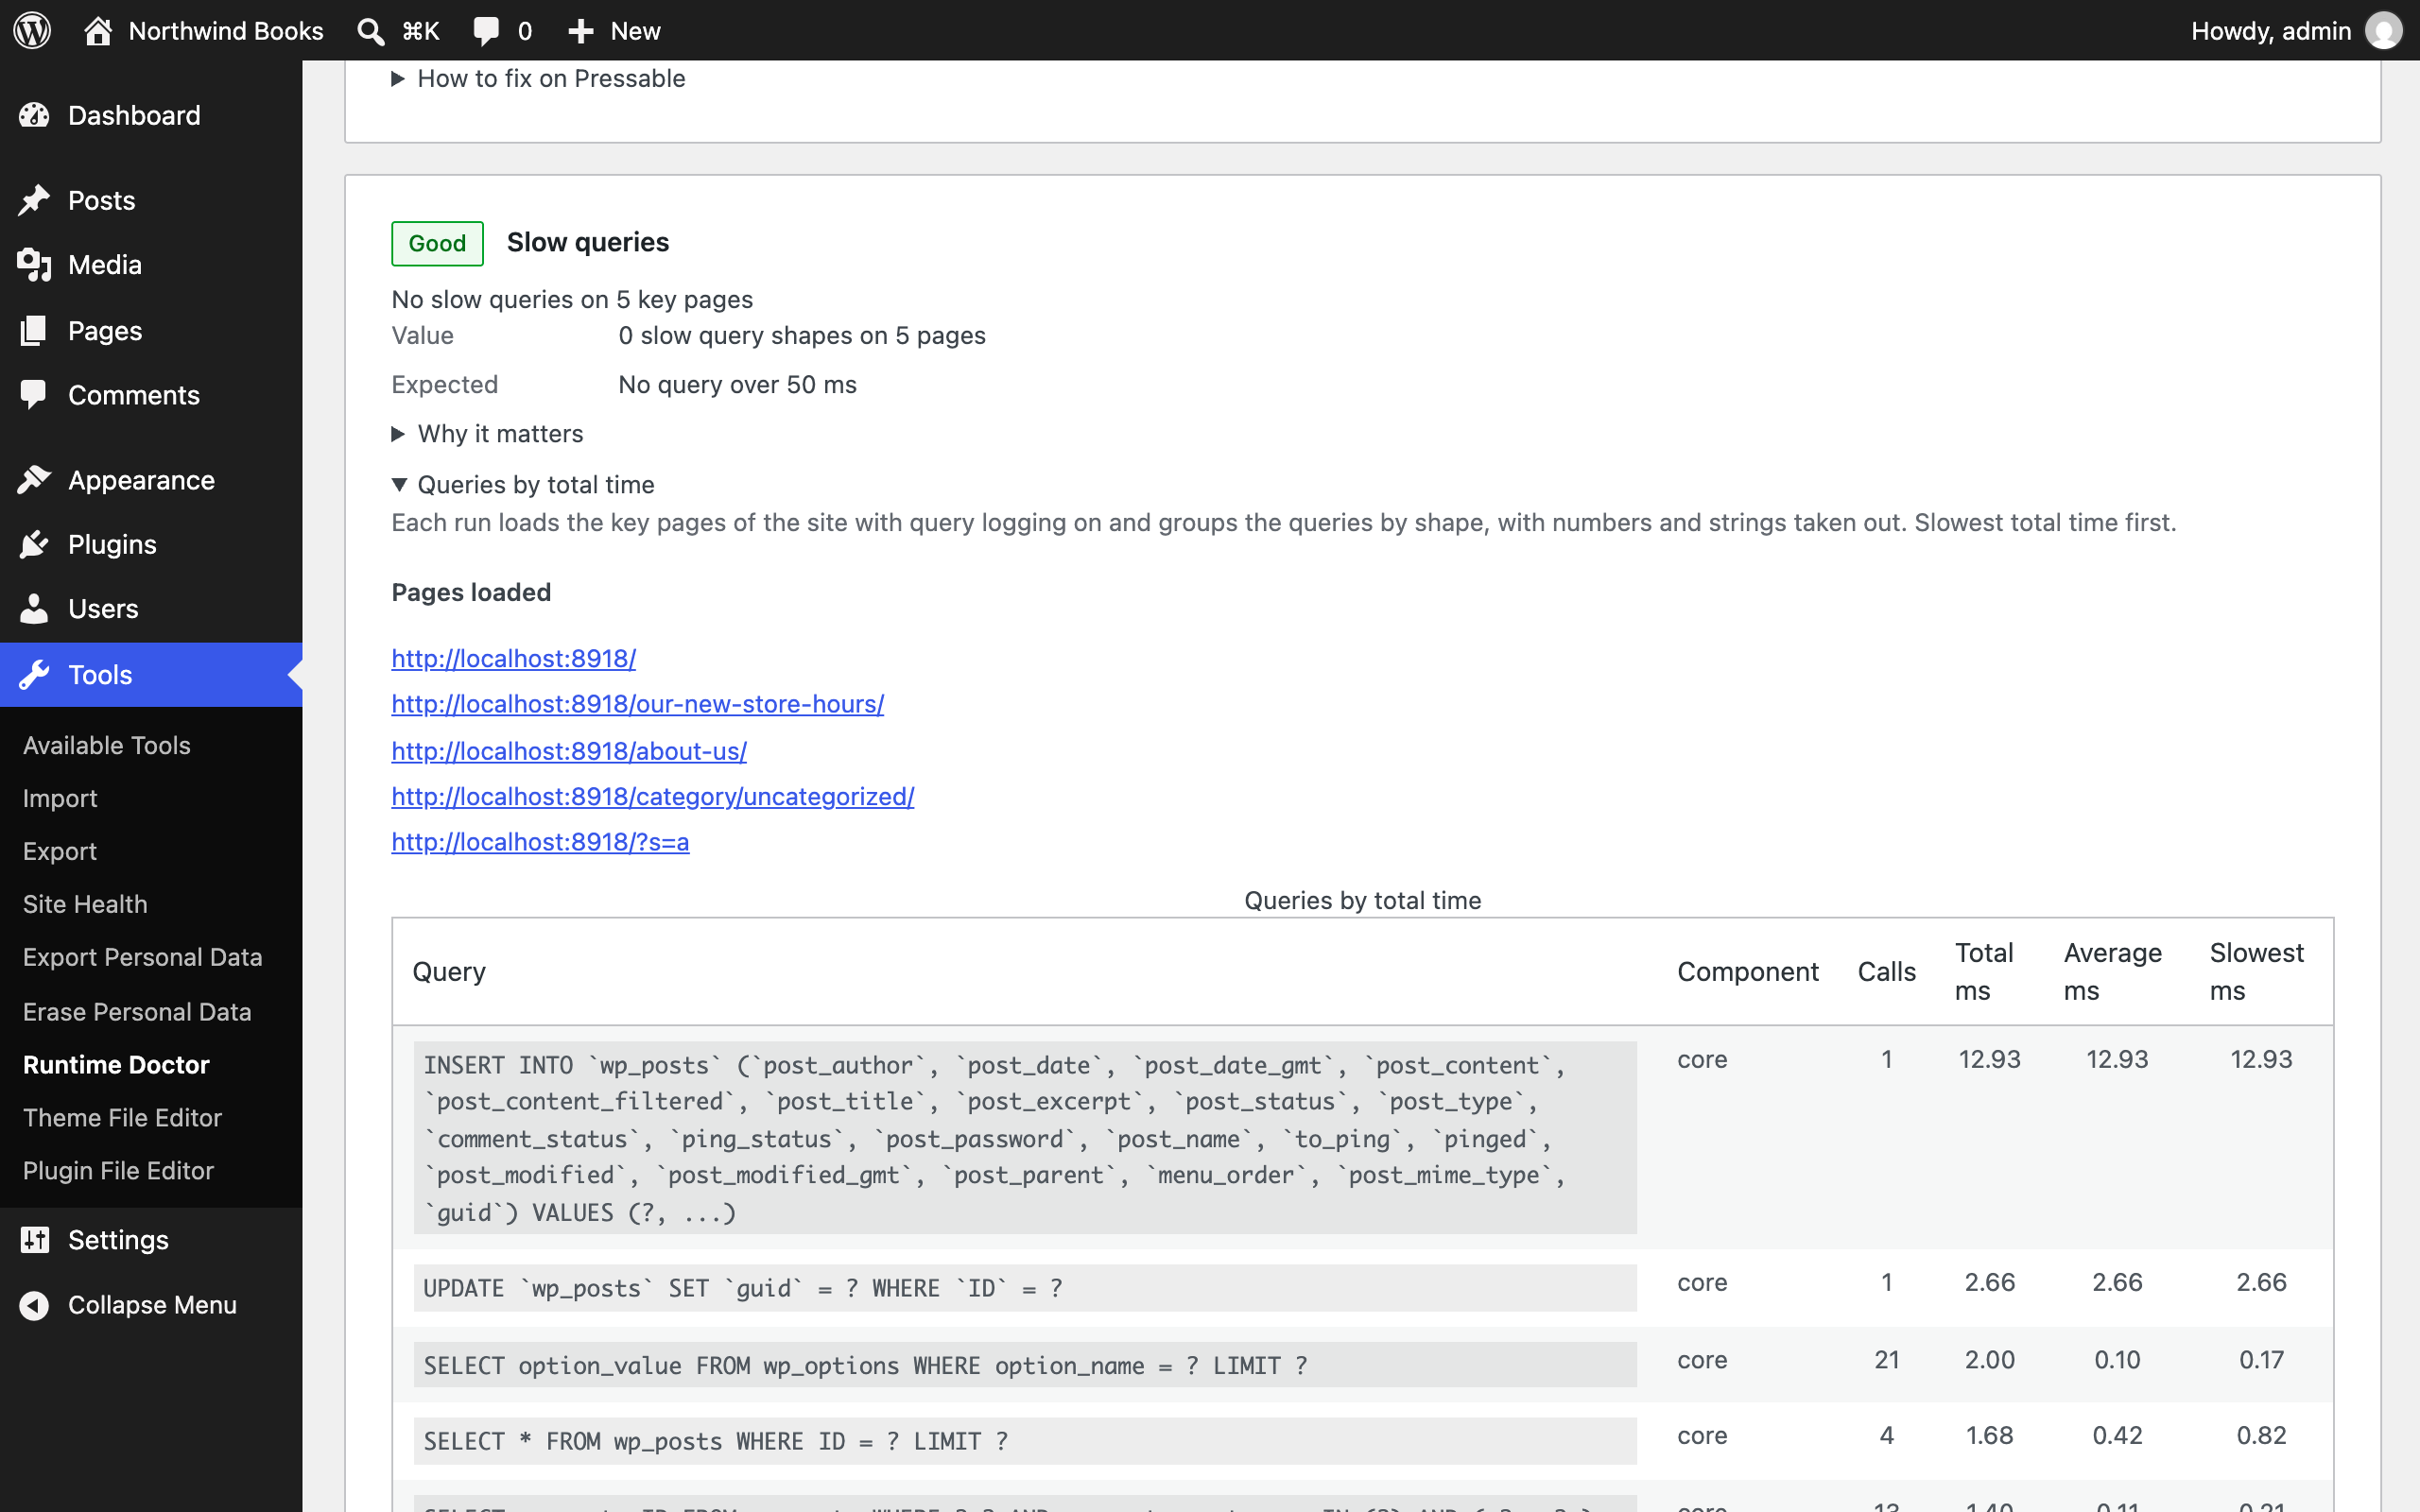 Northwind Books
⌘K
0
New
Howdy, admin
Dashboard
Posts
Media
Pages
Comments
Appearance
Plugins
Users
Tools
Available Tools
Import
Export
Site Health
Export Personal Data
Erase Personal Data
Runtime Doctor
Theme File Editor
Plugin File Editor
Settings
Collapse Menu
How to fix on Pressable
Good Slow queries
No slow queries on 5 key pages
Value 0 slow query shapes on 5 pages
Expected No query over 50 ms
Why it matters
Queries by total time
Each run loads the key pages of the site with query logging on and groups the queries by shape, with numbers and strings taken out. Slowest total time first.
Pages loaded
http://localhost:8918/
http://localhost:8918/our-new-store-hours/
http://localhost:8918/about-us/
http://localhost:8918/category/uncategorized/
http://localhost:8918/?s=a
Queries by total time
Query Component Calls Total ms Average ms Slowest ms
INSERT INTO `wp_posts` (`post_author`, `post_date`, `post_date_gmt`, `post_content`, core 1 12.93 12.93 12.93
`post_content_filtered`, `post_title`, `post_excerpt`, `post_status`, `post_type`,
`comment_status`, `ping_status`, `post_password`, `post_name`, `to_ping`, `pinged`,
`post_modified`, `post_modified_gmt`, `post_parent`, `menu_order`, `post_mime_type`,
`guid`) VALUES (?, ...)
UPDATE `wp_posts` SET `guid` = ? WHERE `ID` = ? core 1 2.66 2.66 2.66
SELECT option_value FROM wp_options WHERE option_name = ? LIMIT ? core 21 2.00 0.10 0.17
SELECT * FROM wp_posts WHERE ID = ? LIMIT ? core 4 1.68 0.42 0.82